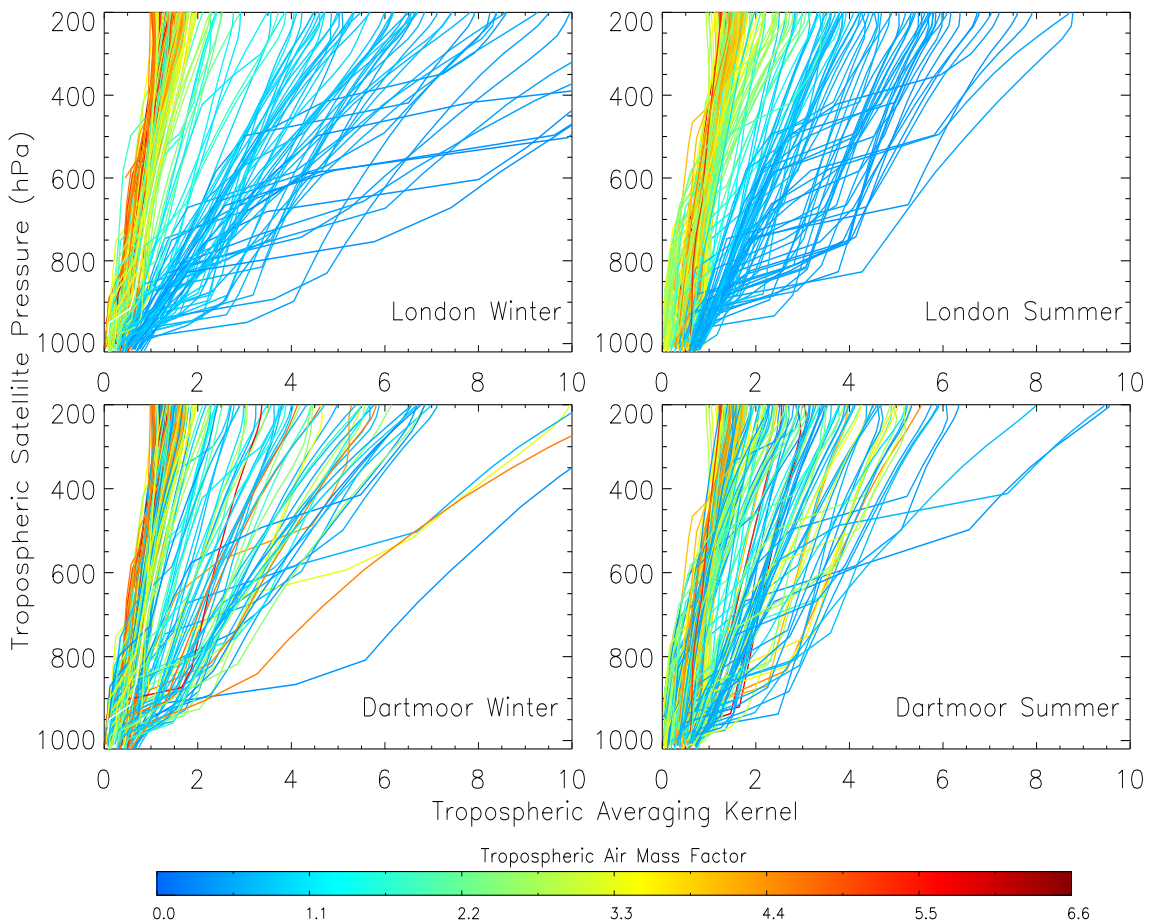 Tropospheric Satellilte Pressure (hPa)
200
400
600
800
1000
London Winter
0 2 4 6 8 10
200
400
600
800
1000
London Summer
0 2 4 6 8 10
200
400
600
800
1000
Dartmoor Winter
0 2 4 6 8 10
200
400
600
800
1000
Dartmoor Summer
0 2 4 6 8 10
Tropospheric Averaging Kernel
Tropospheric Air Mass Factor
0.0 1.1 2.2 3.3 4.4 5.5 6.6